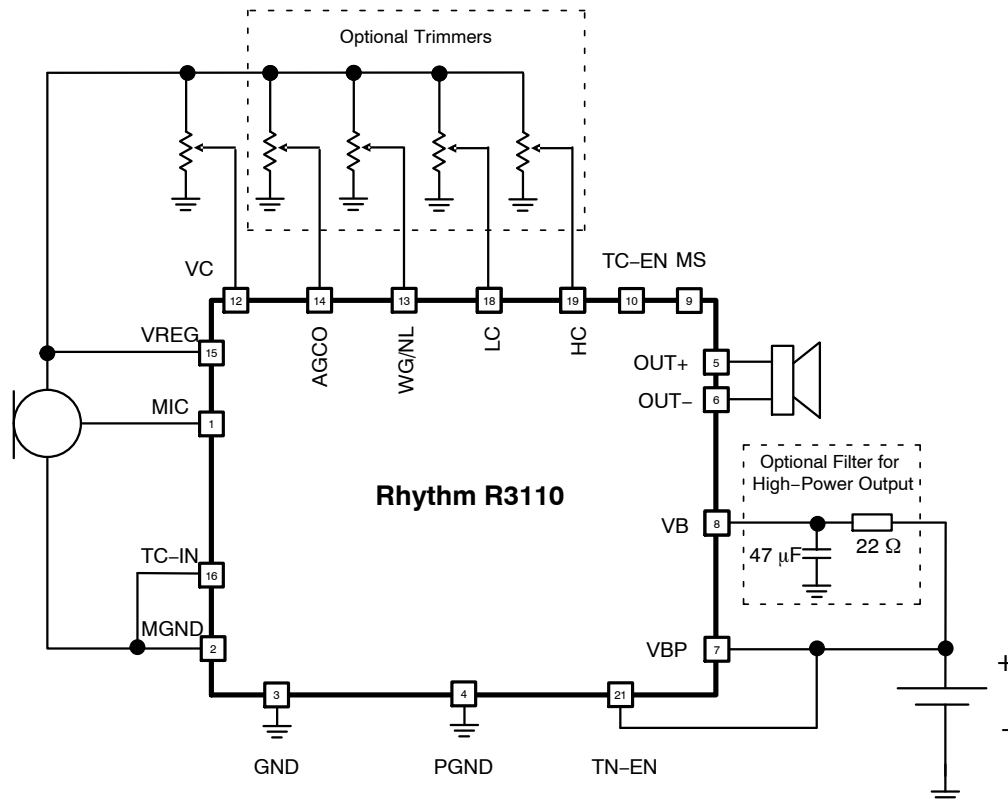 Optional Trimmers
VC
TC−EN MS
12
14
13
18
19
10
9
VREG
15
AGCO
WG/NL
LC
HC
OUT+
5
OUT−
6
MIC
1
Optional Filter for
High−Power Output
Rhythm R3110
VB
8
47 μF
22 Ω
TC−IN
16
MGND
2
VBP
7
+
−
3
4
21
GND
PGND
TN−EN